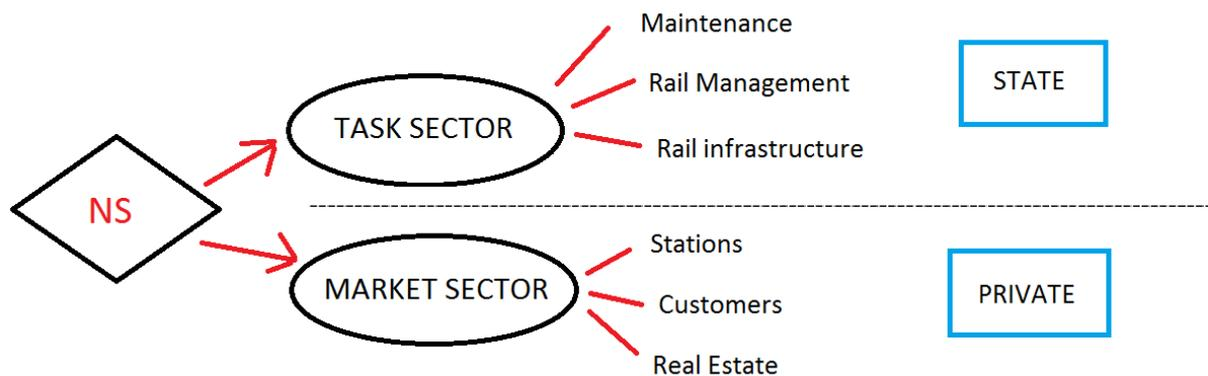 Maintenance
Rail Management
STATE
TASK SECTOR
Rail infrastructure
NS
Stations
MARKET SECTOR
Customers
PRIVATE
Real Estate